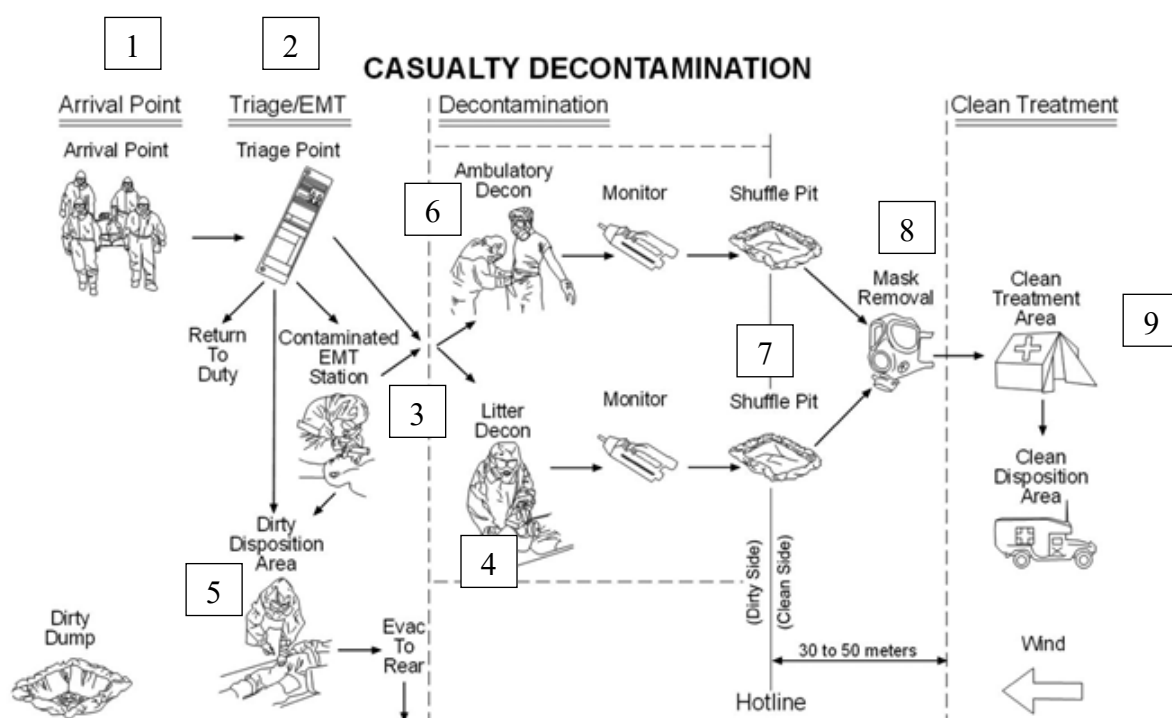 1
2
CASUALTY DECONTAMINATION
Arrival Point
Triage/EMT
Decontamination
Clean Treatment
Arrival Point
Triage Point
Ambulatory
Decon
Monitor
Shuffle Pit
6
8
Mask
Removal
Clean
Treatment
Area
9
Return
To
Duty
Contaminated
EMT
Station
3
7
Litter
Decon
Monitor
Shuffle Pit
4
Clean
Disposition
Area
Dirty
Disposition
Area
5
(Dirty Side)
(Clean Side)
Dirty
Dump
Evac
To
Rear
30 to 50 meters
Wind
Hotline